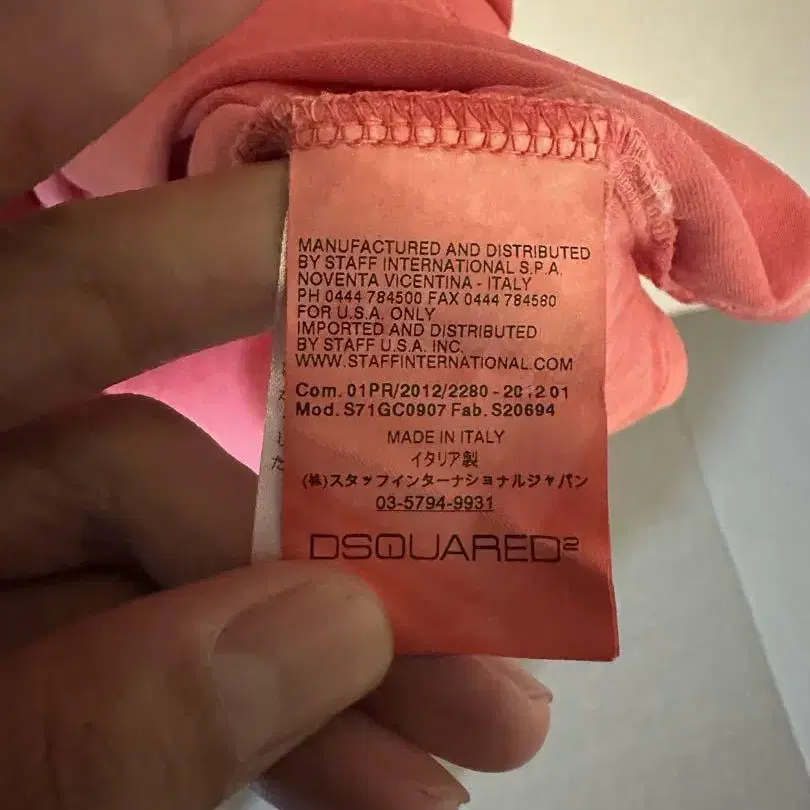 MANUFACTURED AND DISTRIBUTED
BY STAFF INTERNATIONAL S.P.A.
NOVENTA VICENTINA - ITALY
PH 0444 784500 FAX 0444 784560
FOR U.S.A. ONLY
IMPORTED AND DISTRIBUTED
BY STAFF U.S.A. INC.
WWW.STAFFINTERNATIONAL.COM
Com. 01PR/2012/2280 - 2012 01
Mod. S71GC0907 Fab. S20694
MADE IN ITALY
イタリア製
(株)スタッフインターナショナルジャパン
03-5794-9931
DSQUARED²